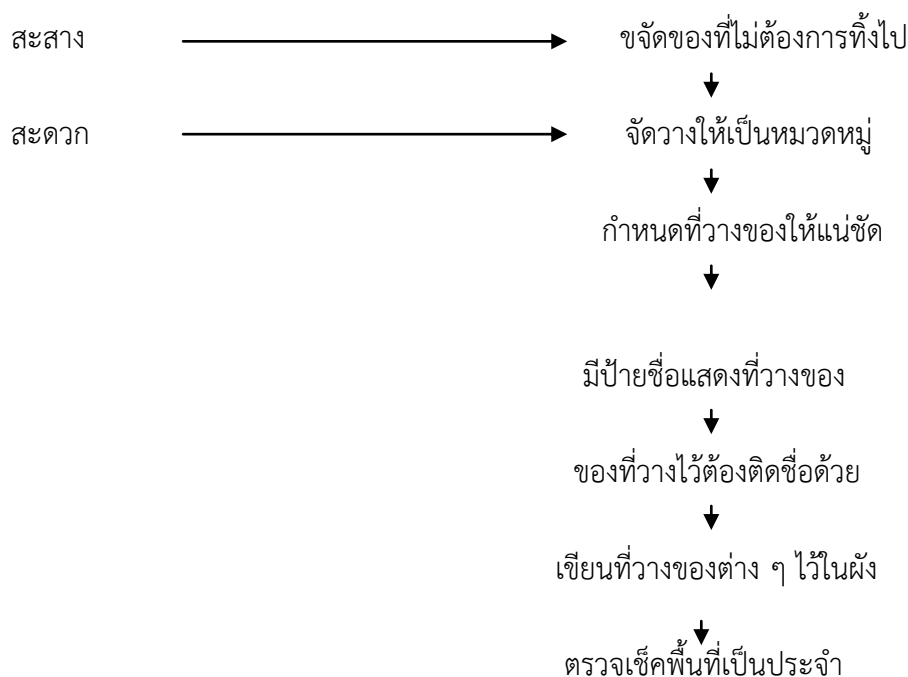 สะสาง ขจัดของที่ไม่ต้องการทิ้งไป
สะดวก จัดวางให้เป็นหมวดหมู่
กำหนดที่วางของให้แน่ชัด
มีป้ายชื่อแสดงที่วางของ
ของที่วางไว้ต้องติดชื่อด้วย
เขียนที่วางของต่าง ๆ ไว้ในผัง
ตรวจเช็คพื้นที่เป็นประจำ